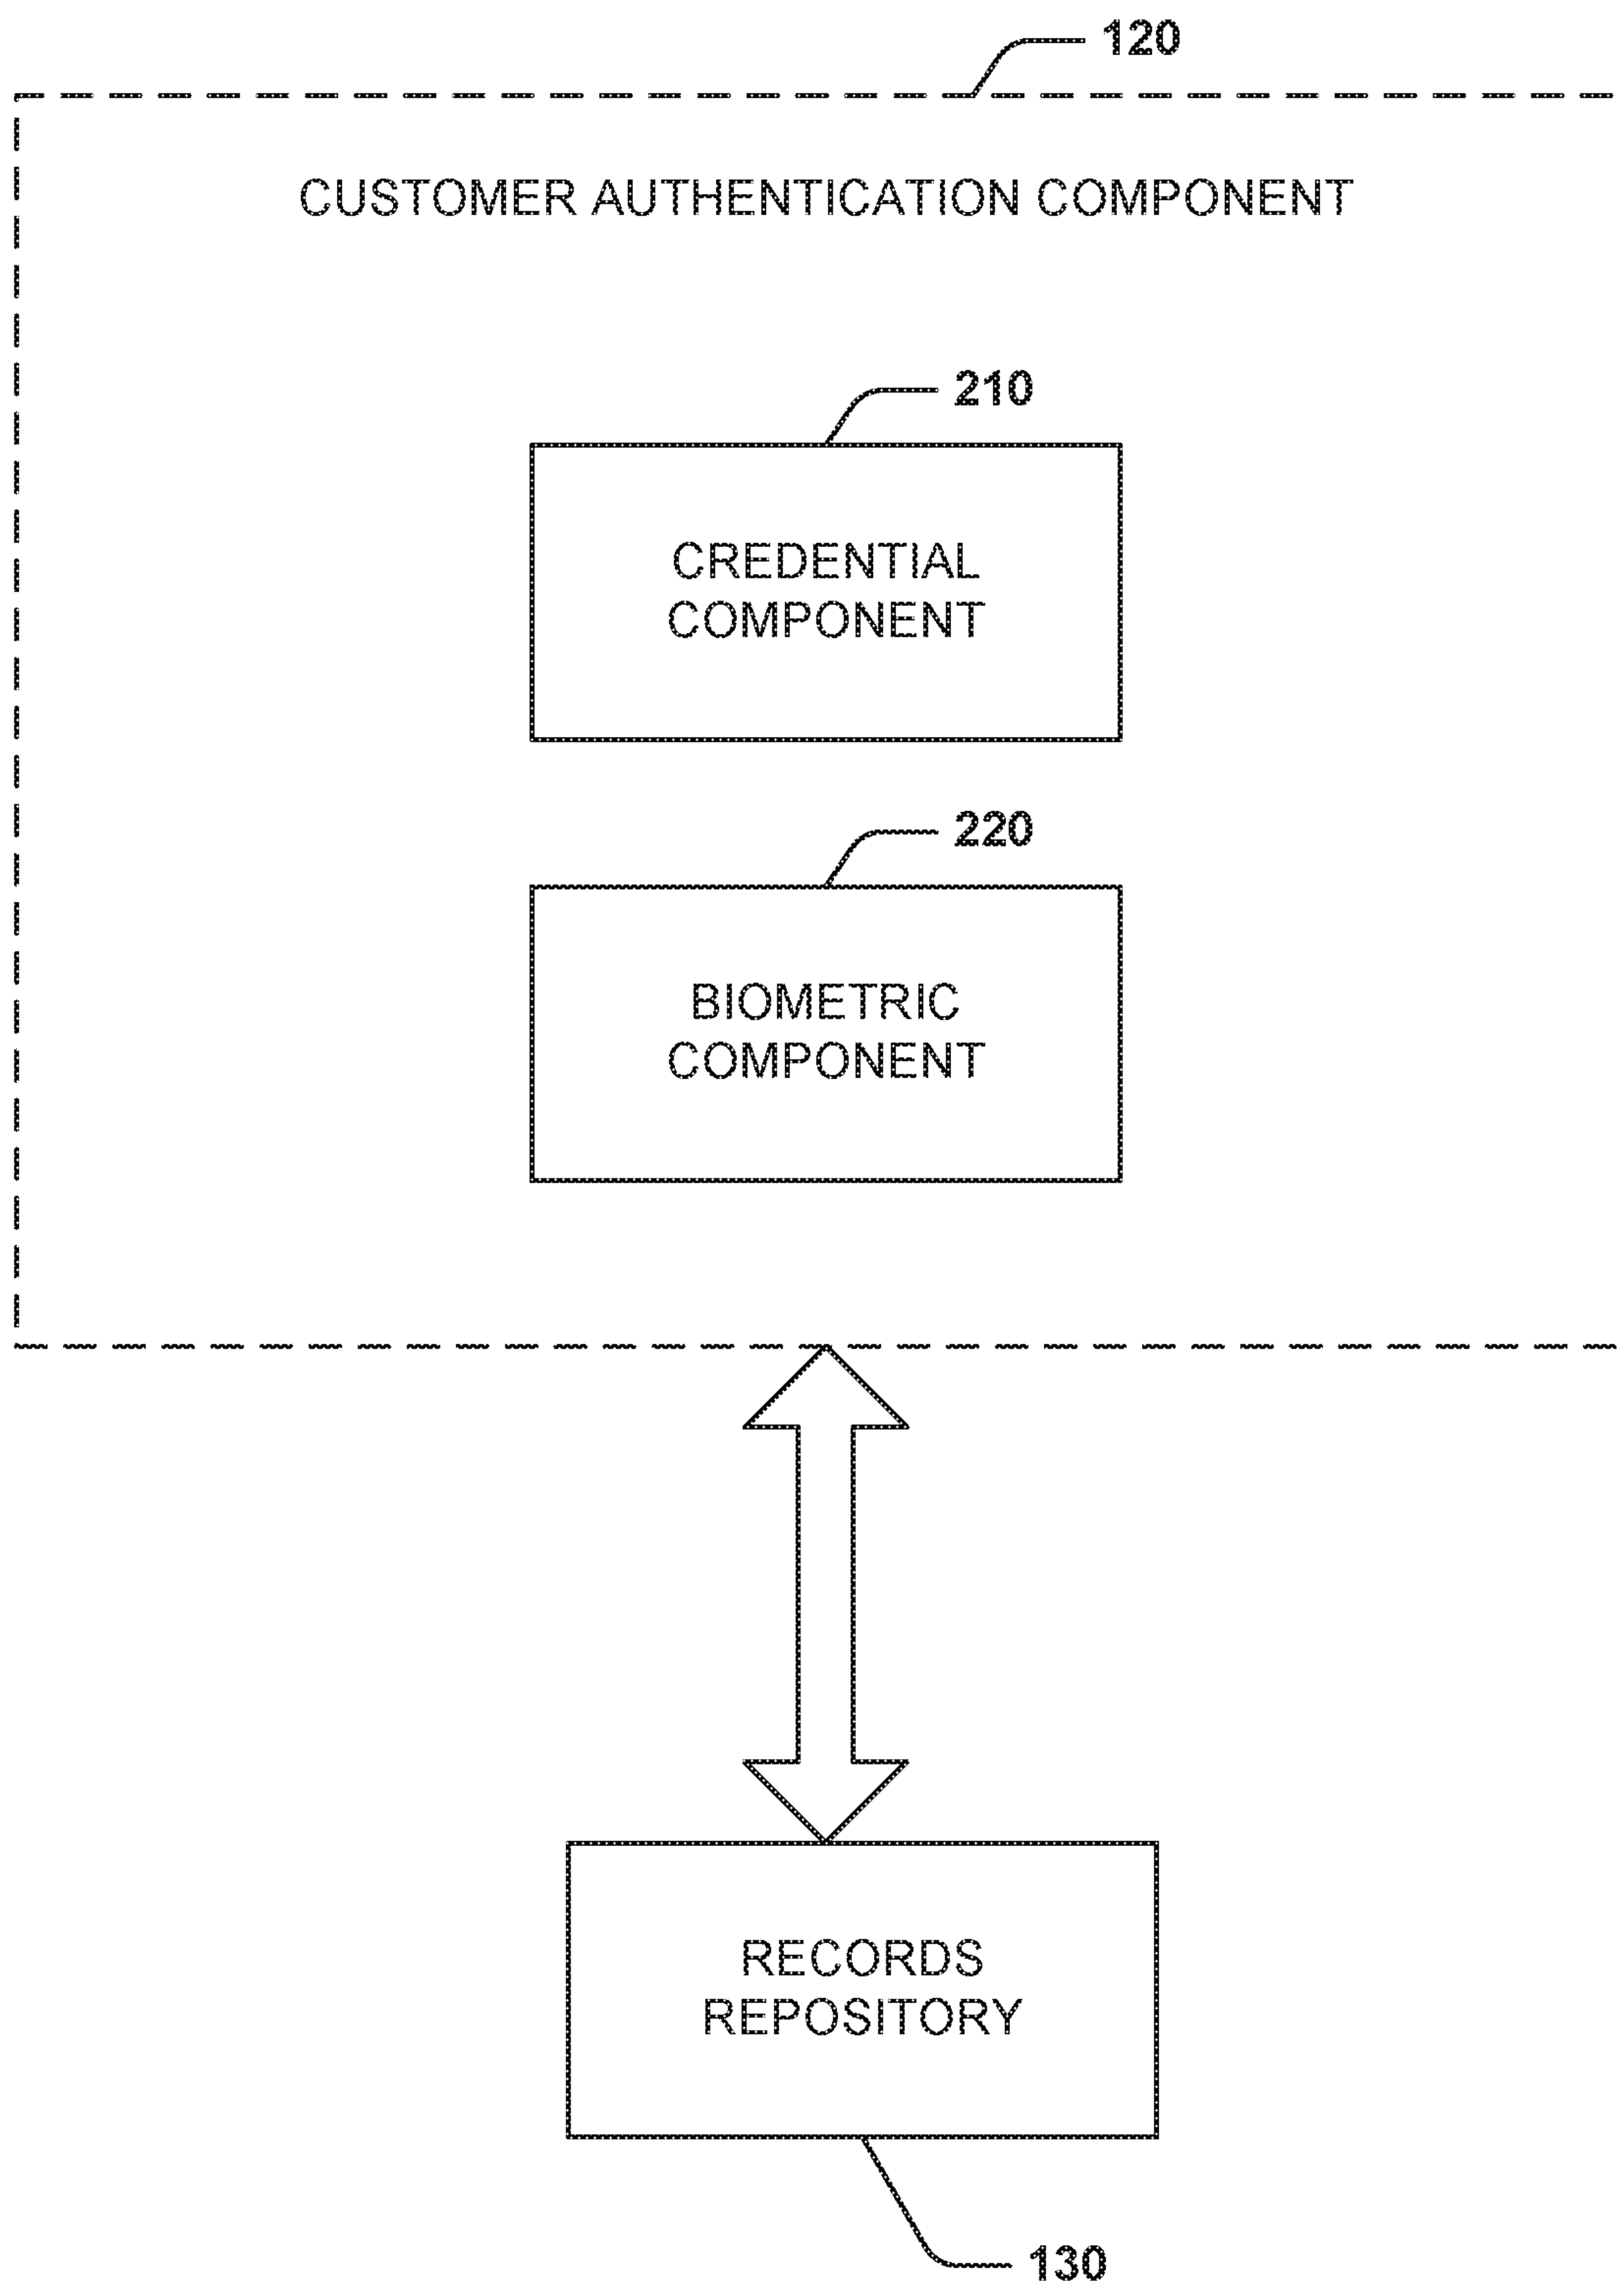 120
CUSTOMER AUTHENTICATION COMPONENT
210
CREDENTIAL
COMPONENT
220
BIOMETRIC
COMPONENT
RECORDS
REPOSITORY
130